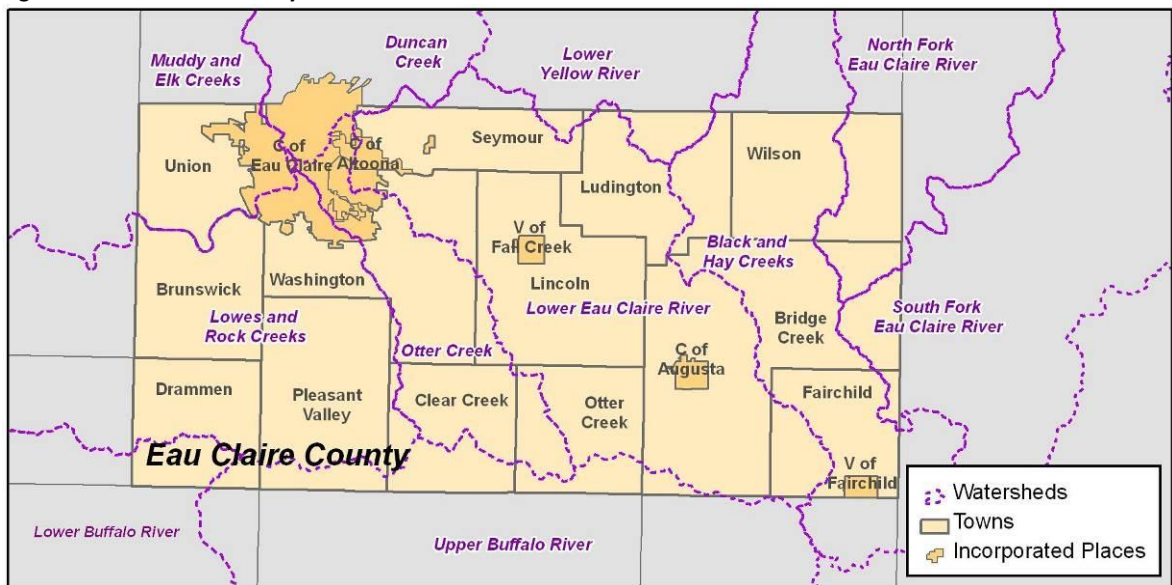 Muddy and
Elk Creeks
Duncan
Creek
Lower
Yellow River
North Fork
Eau Claire River
Union
C of
Eau Claire
C of
Altoona
Seymour
Ludington
Wilson
V of
Fall Creek
Black and
Hay Creeks
Brunswick
Washington
Lincoln
Lowes and
Rock Creeks
Lower Eau Claire River
Bridge
Creek
South Fork
Eau Claire River
Otter Creek
C of
Augusta
Drammen
Pleasant
Valley
Clear Creek
Otter
Creek
Fairchild
Eau Claire County
V of
Fairchild
Lower Buffalo River
Upper Buffalo River
Watersheds
Towns
Incorporated Places